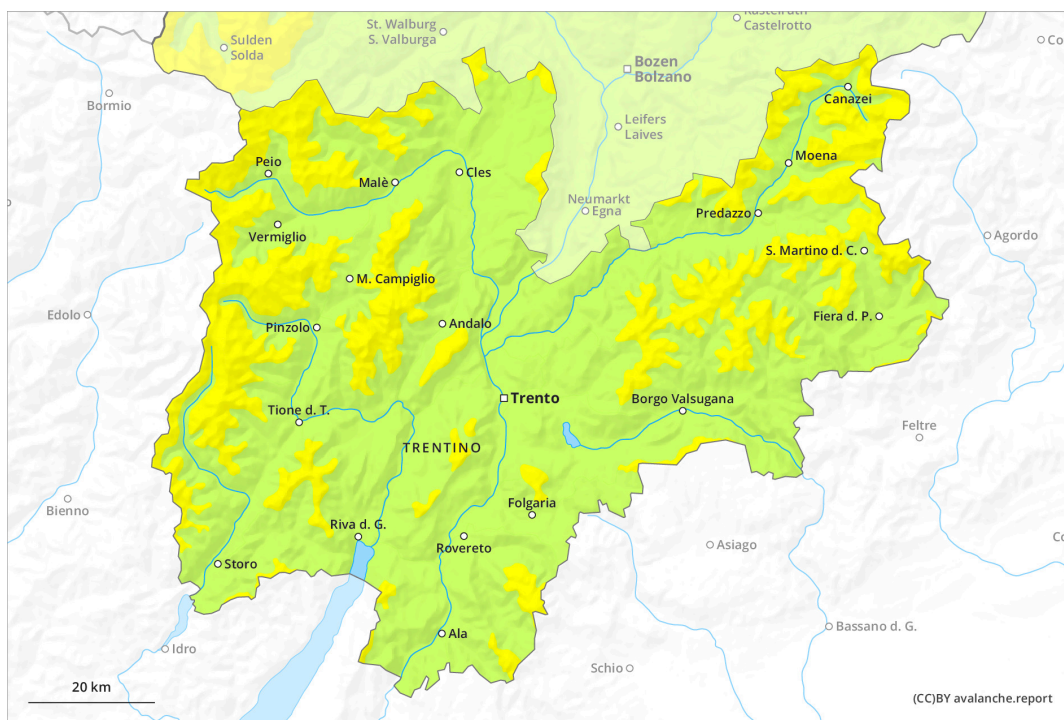 Kastelruth
Castelrotto
St. Walburg
S. Valburga
Sulden
Solda
Co
Bozen
Bolzano
Bormio
Canazei
Leifers
Laives
Moena
Peio
Malè
Cles
Neumarkt
Egna
Predazzo
Vermiglio
Agordo
S. Martino d. C.
M. Campiglio
Edolo
Pinzolo
Andalo
Fiera d. P.
Trento
Borgo Valsugana
Tione d. T.
Feltre
TRENTINO
Bienno
Folgaria
Riva d. G.
Rovereto
Asiago
Co
Storo
Bassano d. G.
Ala
Idro
Schio
20 km
(CC)BY avalanche.report